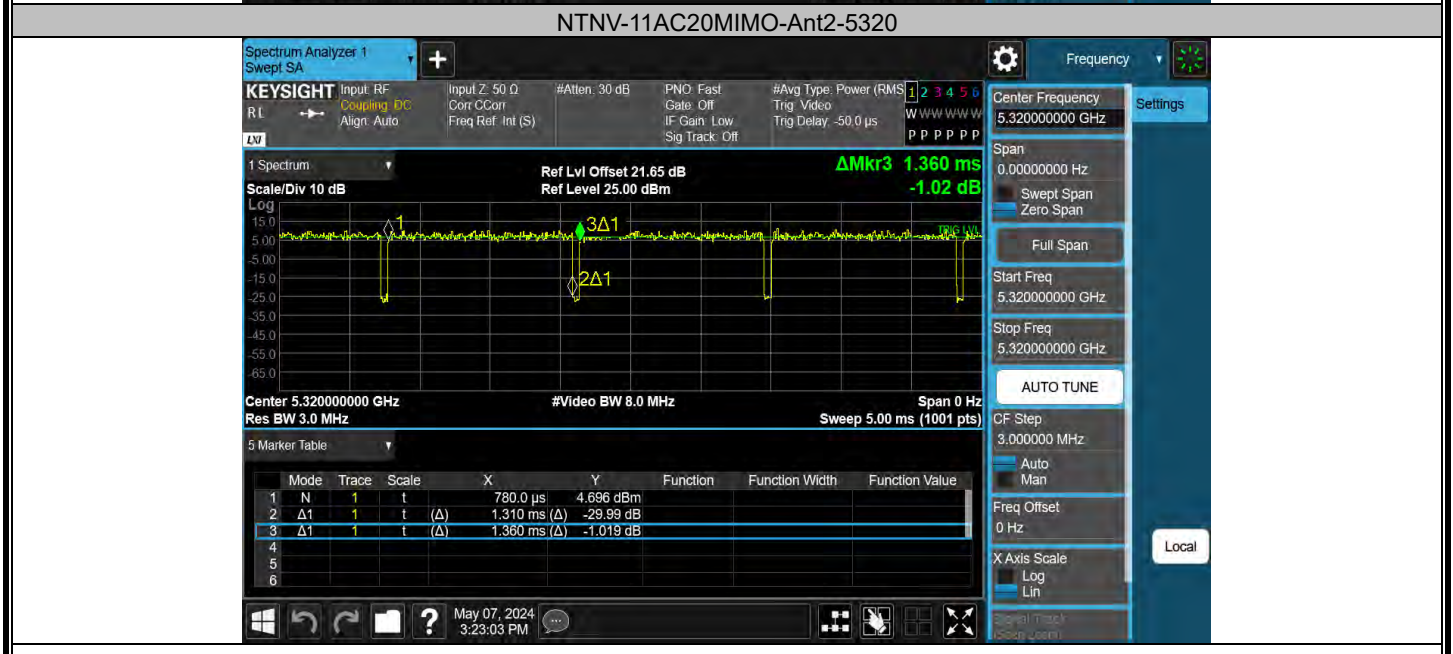 NTNV-11AC20MIMO-Ant2-5320
Spectrum Analyzer 1
Swept SA
+
Frequency
KEYSIGHT
RL
LXI
Input: RF
Coupling: DC
Align: Auto
Input Z: 50 Ω
Corr CCorr
Freq Ref: Int (S)
#Atten: 30 dB
PNO: Fast
Gate: Off
IF Gain: Low
Sig Track: Off
#Avg Type: Power (RMS
Trig: Video
Trig Delay: -50.0 µs
1 2 3 4 5 6
W W W W W W
P P P P P P
1 Spectrum
Scale/Div 10 dB
Ref Lvl Offset 21.65 dB
Ref Level 25.00 dBm
ΔMkr3 1.360 ms
-1.02 dB
Log
15.0
5.00
-5.00
-15.0
-25.0
-35.0
-45.0
-55.0
-65.0
1
3Δ1
2Δ1
TRIG LVL
Center 5.320000000 GHz
#Video BW 8.0 MHz
Span 0 Hz
Res BW 3.0 MHz
Sweep 5.00 ms (1001 pts)
5 Marker Table
Mode Trace Scale X Y Function Function Width Function Value
1 N 1 t 780.0 µs 4.696 dBm
2 Δ1 1 t (Δ) 1.310 ms (Δ) -29.99 dB
3 Δ1 1 t (Δ) 1.360 ms (Δ) -1.019 dB
4
5
6
?
May 07, 2024
3:23:03 PM
Center Frequency
5.320000000 GHz
Settings
Span
0.00000000 Hz
Swept Span
Zero Span
Full Span
Start Freq
5.320000000 GHz
Stop Freq
5.320000000 GHz
AUTO TUNE
CF Step
3.000000 MHz
Auto
Man
Freq Offset
0 Hz
X Axis Scale
Log
Lin
Local
Signal Track
(Span Zoom)